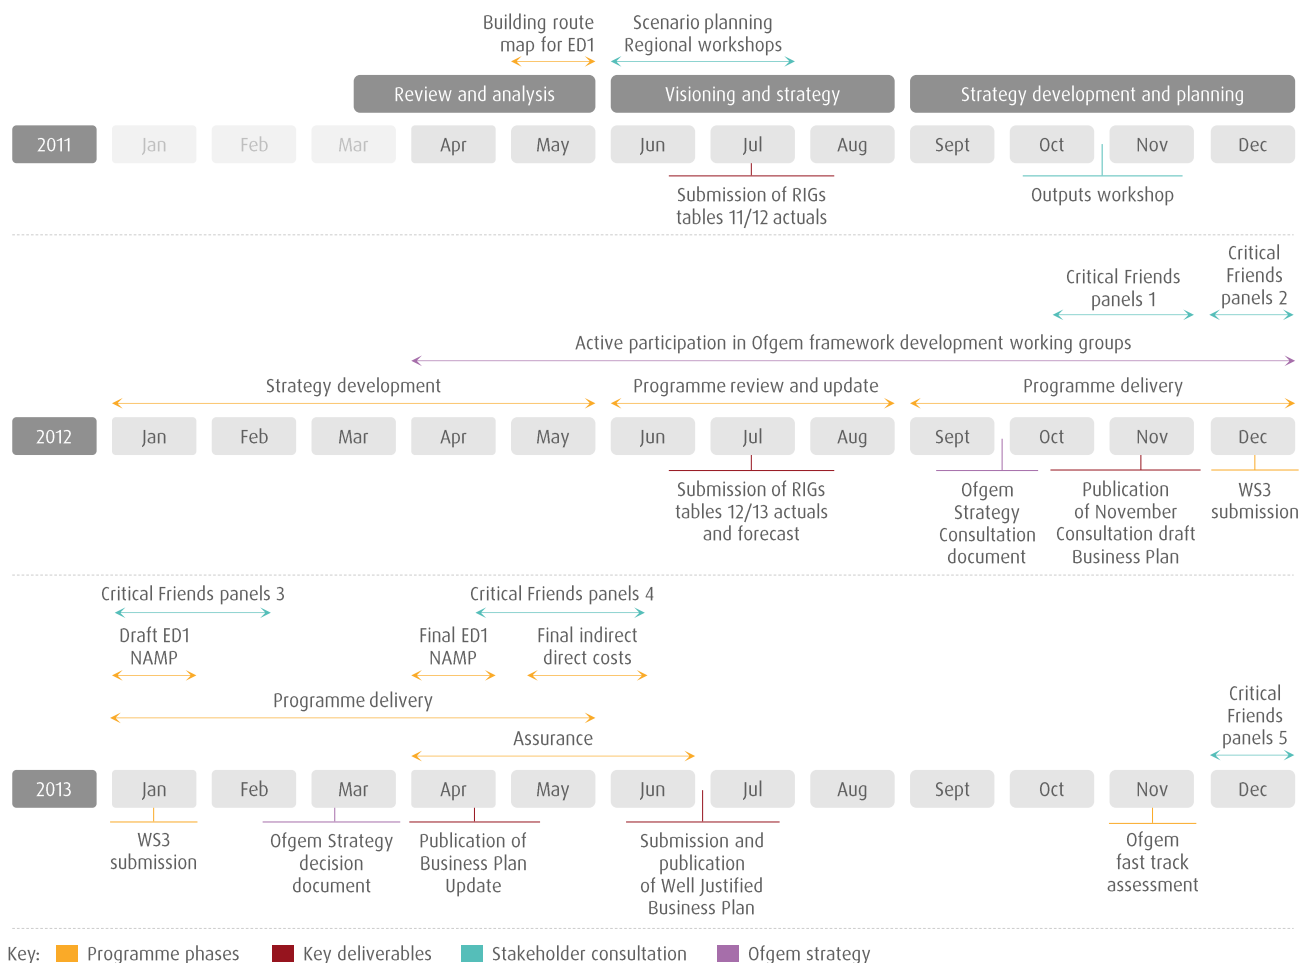 Building route
map for ED1
Scenario planning
Regional workshops
Review and analysis
Visioning and strategy
Strategy development and planning
2011
Jan
Feb
Mar
Apr
May
Jun
Jul
Aug
Sept
Oct
Nov
Dec
Submission of RIGs
tables 11/12 actuals
Outputs workshop
Critical Friends
panels 1
Critical
Friends
panels 2
Active participation in Ofgem framework development working groups
Strategy development
Programme review and update
Programme delivery
2012
Jan
Feb
Mar
Apr
May
Jun
Jul
Aug
Sept
Oct
Nov
Dec
Submission of RIGs
tables 12/13 actuals
and forecast
Ofgem
Strategy
Consultation
document
Publication
of November
Consultation draft
Business Plan
WS3
submission
Critical Friends panels 3
Critical Friends panels 4
Draft ED1
NAMP
Final ED1
NAMP
Final indirect
direct costs
Programme delivery
Assurance
Critical
Friends
panels 5
2013
Jan
Feb
Mar
Apr
May
Jun
Jul
Aug
Sept
Oct
Nov
Dec
WS3
submission
Ofgem Strategy
decision
document
Publication of
Business Plan
Update
Submission and
publication
of Well Justified
Business Plan
Ofgem
fast track
assessment
Key:
Programme phases
Key deliverables
Stakeholder consultation
Ofgem strategy